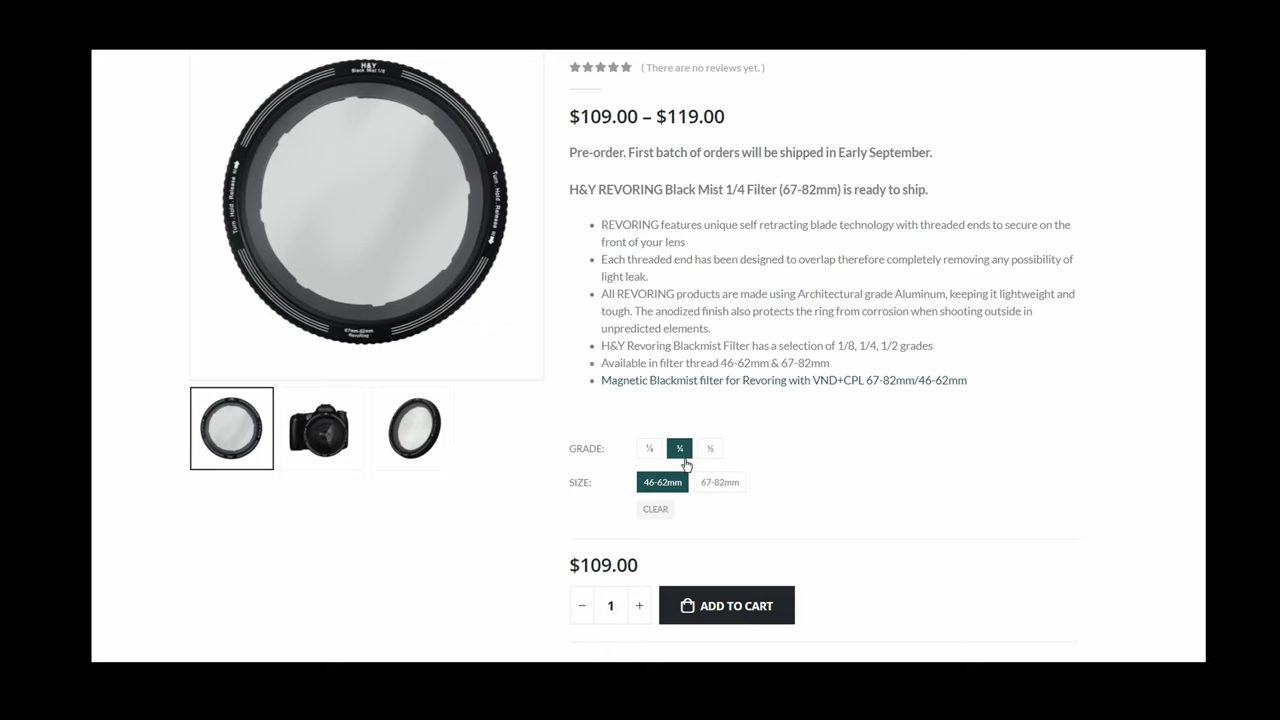 H&Y
Black Mist 1/8
Turn . Hold . Release
Turn . Hold . Release
67mm-82mm
Revoring
( There are no reviews yet. )
$109.00 – $119.00
Pre-order. First batch of orders will be shipped in Early September.
H&Y REVORING Black Mist 1/4 Filter (67-82mm) is ready to ship.
• REVORING features unique self retracting blade technology with threaded ends to secure on the
front of your lens
• Each threaded end has been designed to overlap therefore completely removing any possibility of
light leak.
• All REVORING products are made using Architectural grade Aluminum, keeping it lightweight and
tough. The anodized finish also protects the ring from corrosion when shooting outside in
unpredicted elements.
• H&Y Revoring Blackmist Filter has a selection of 1/8, 1/4, 1/2 grades
• Available in filter thread 46-62mm & 67-82mm
• Magnetic Blackmist filter for Revoring with VND+CPL 67-82mm/46-62mm
GRADE: ⅛ ¼ ½
SIZE: 46-62mm 67-82mm
CLEAR
$109.00
− 1 + ADD TO CART